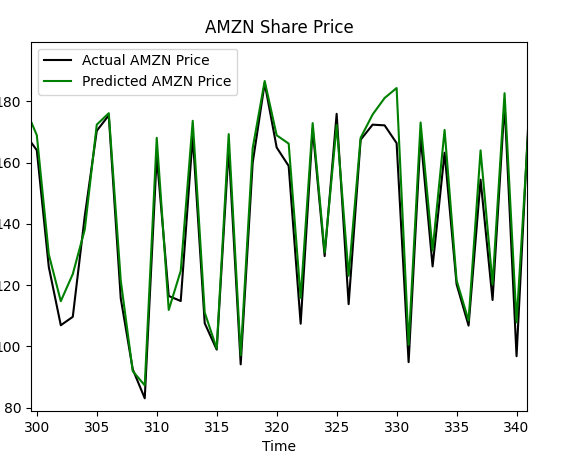 AMZN Share Price
Actual AMZN Price
Predicted AMZN Price
180
160
140
120
100
80
300 305 310 315 320 325 330 335 340
Time